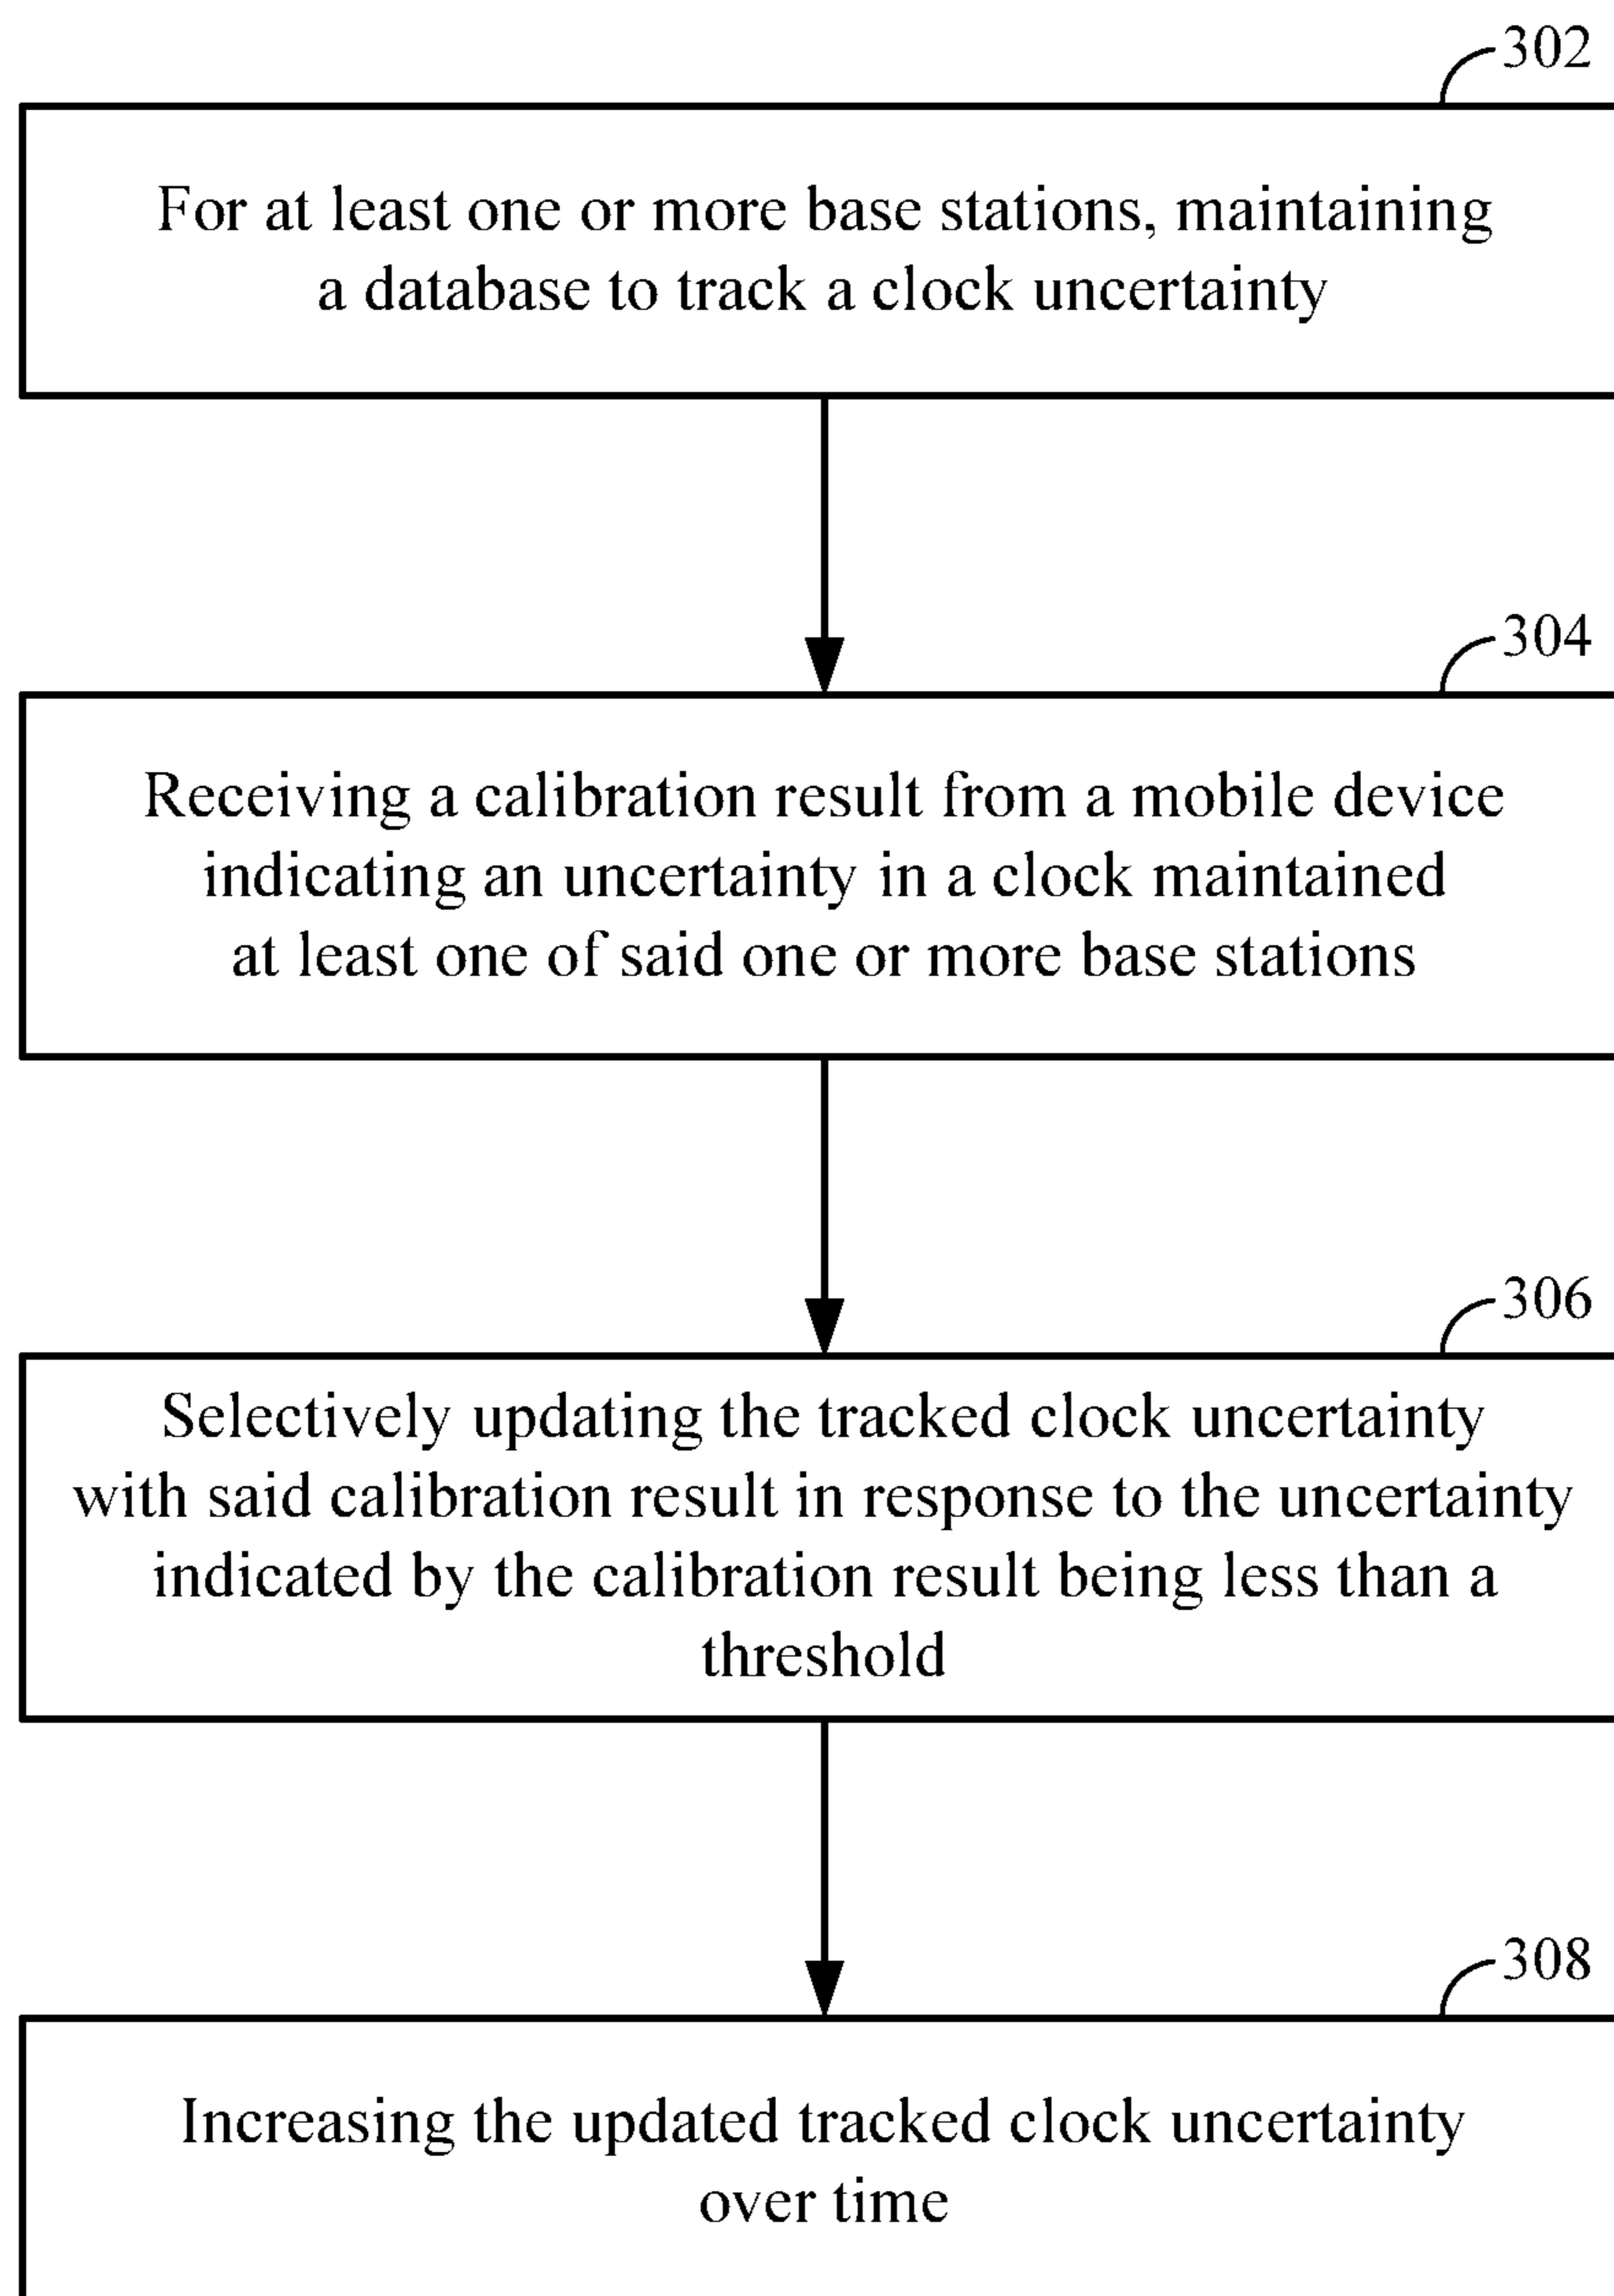 302
For at least one or more base stations, maintaining
a database to track a clock uncertainty
304
Receiving a calibration result from a mobile device
indicating an uncertainty in a clock maintained
at least one of said one or more base stations
306
Selectively updating the tracked clock uncertainty
with said calibration result in response to the uncertainty
indicated by the calibration result being less than a
threshold
308
Increasing the updated tracked clock uncertainty
over time